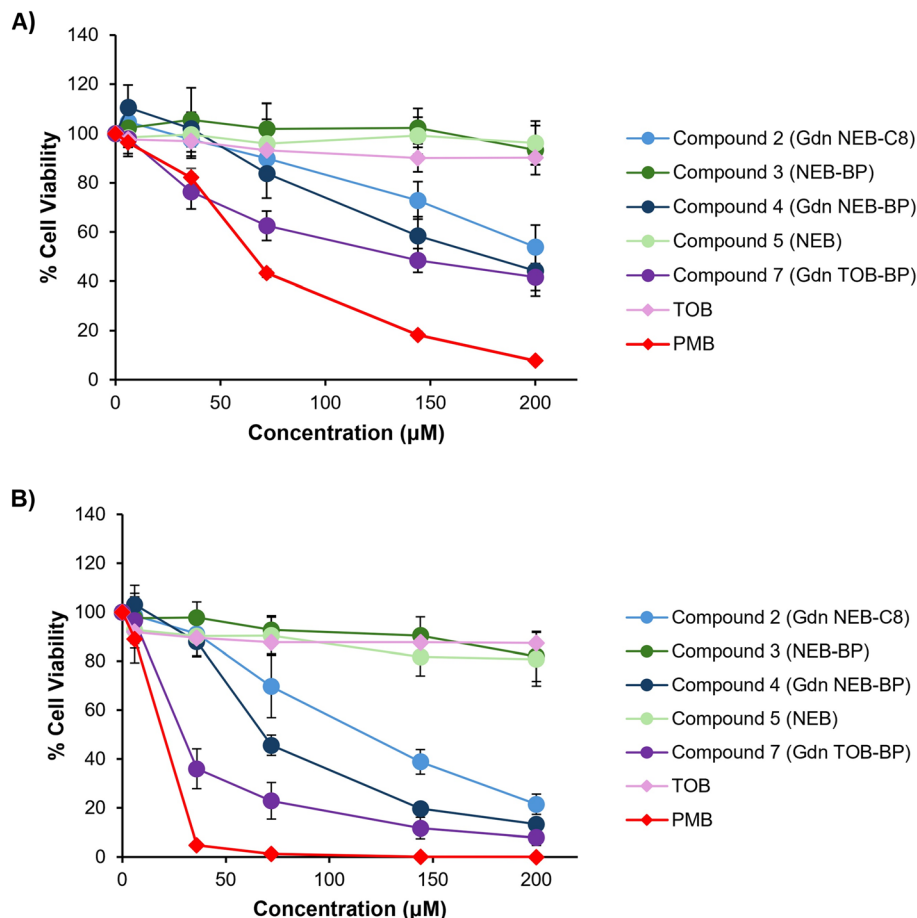 A)
140
120
100
80
60
40
20
0
% Cell Viability
0 50 100 150 200
Concentration (µM)
Compound 2 (Gdn NEB-C8)
Compound 3 (NEB-BP)
Compound 4 (Gdn NEB-BP)
Compound 5 (NEB)
Compound 7 (Gdn TOB-BP)
TOB
PMB
B)
140
120
100
80
60
40
20
0
% Cell Viability
0 50 100 150 200
Concentration (µM)
Compound 2 (Gdn NEB-C8)
Compound 3 (NEB-BP)
Compound 4 (Gdn NEB-BP)
Compound 5 (NEB)
Compound 7 (Gdn TOB-BP)
TOB
PMB